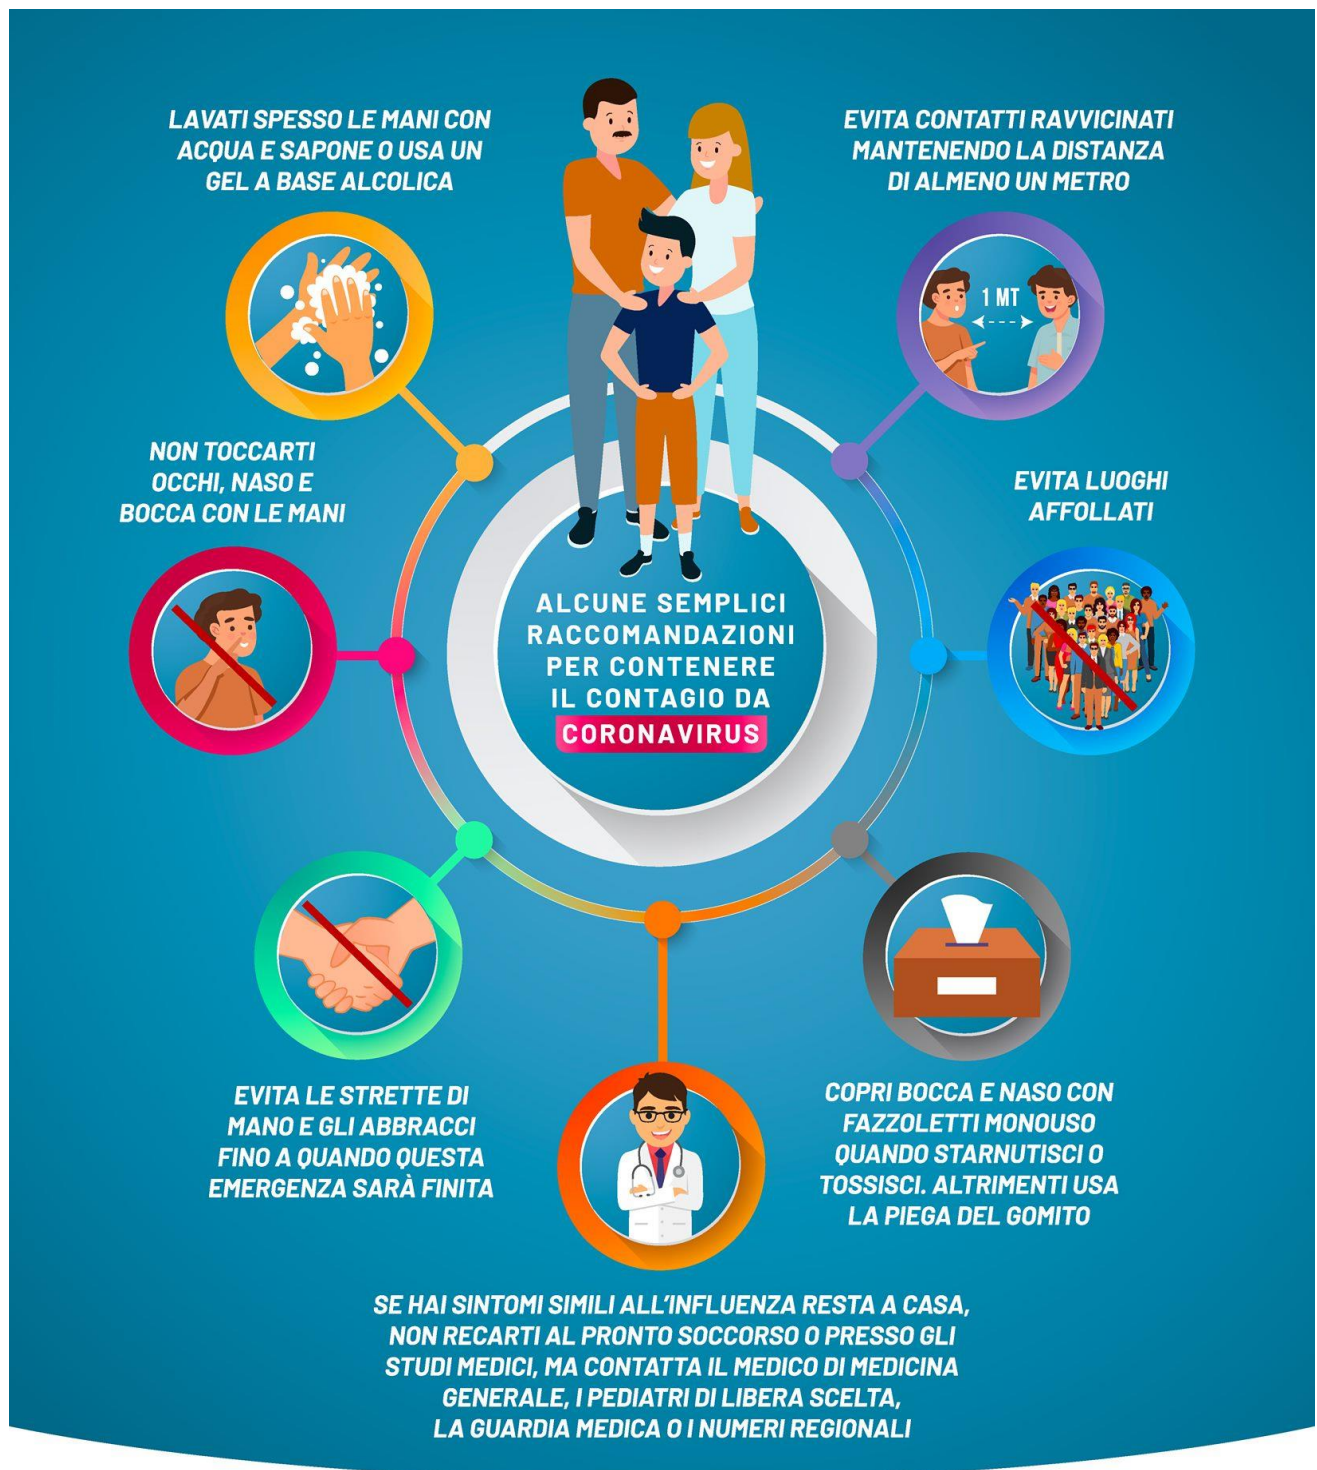 LAVATI SPESSO LE MANI CON
ACQUA E SAPONE O USA UN
GEL A BASE ALCOLICA
EVITA CONTATTI RAVVICINATI
MANTENENDO LA DISTANZA
DI ALMENO UN METRO
1 MT
NON TOCCARTI
OCCHI, NASO E
BOCCA CON LE MANI
EVITA LUOGHI
AFFOLLATI
ALCUNE SEMPLICI
RACCOMANDAZIONI
PER CONTENERE
IL CONTAGIO DA
CORONAVIRUS
EVITA LE STRETTE DI
MANO E GLI ABBRACCI
FINO A QUANDO QUESTA
EMERGENZA SARÀ FINITA
COPRI BOCCA E NASO CON
FAZZOLETTI MONOUSO
QUANDO STARNUTISCI O
TOSSISCI. ALTRIMENTI USA
LA PIEGA DEL GOMITO
SE HAI SINTOMI SIMILI ALL'INFLUENZA RESTA A CASA,
NON RECARTI AL PRONTO SOCCORSO O PRESSO GLI
STUDI MEDICI, MA CONTATTA IL MEDICO DI MEDICINA
GENERALE, I PEDIATRI DI LIBERA SCELTA,
LA GUARDIA MEDICA O I NUMERI REGIONALI